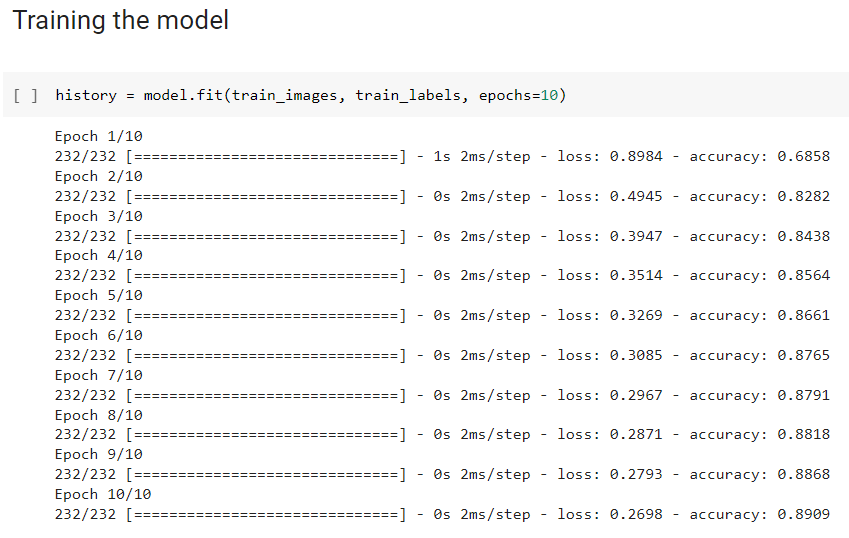 Training the model
[ ] history = model.fit(train_images, train_labels, epochs=10)
Epoch 1/10
232/232 [==============================] - 1s 2ms/step - loss: 0.8984 - accuracy: 0.6858
Epoch 2/10
232/232 [==============================] - 0s 2ms/step - loss: 0.4945 - accuracy: 0.8282
Epoch 3/10
232/232 [==============================] - 0s 2ms/step - loss: 0.3947 - accuracy: 0.8438
Epoch 4/10
232/232 [==============================] - 0s 2ms/step - loss: 0.3514 - accuracy: 0.8564
Epoch 5/10
232/232 [==============================] - 0s 2ms/step - loss: 0.3269 - accuracy: 0.8661
Epoch 6/10
232/232 [==============================] - 0s 2ms/step - loss: 0.3085 - accuracy: 0.8765
Epoch 7/10
232/232 [==============================] - 0s 2ms/step - loss: 0.2967 - accuracy: 0.8791
Epoch 8/10
232/232 [==============================] - 0s 2ms/step - loss: 0.2871 - accuracy: 0.8818
Epoch 9/10
232/232 [==============================] - 0s 2ms/step - loss: 0.2793 - accuracy: 0.8868
Epoch 10/10
232/232 [==============================] - 0s 2ms/step - loss: 0.2698 - accuracy: 0.8909